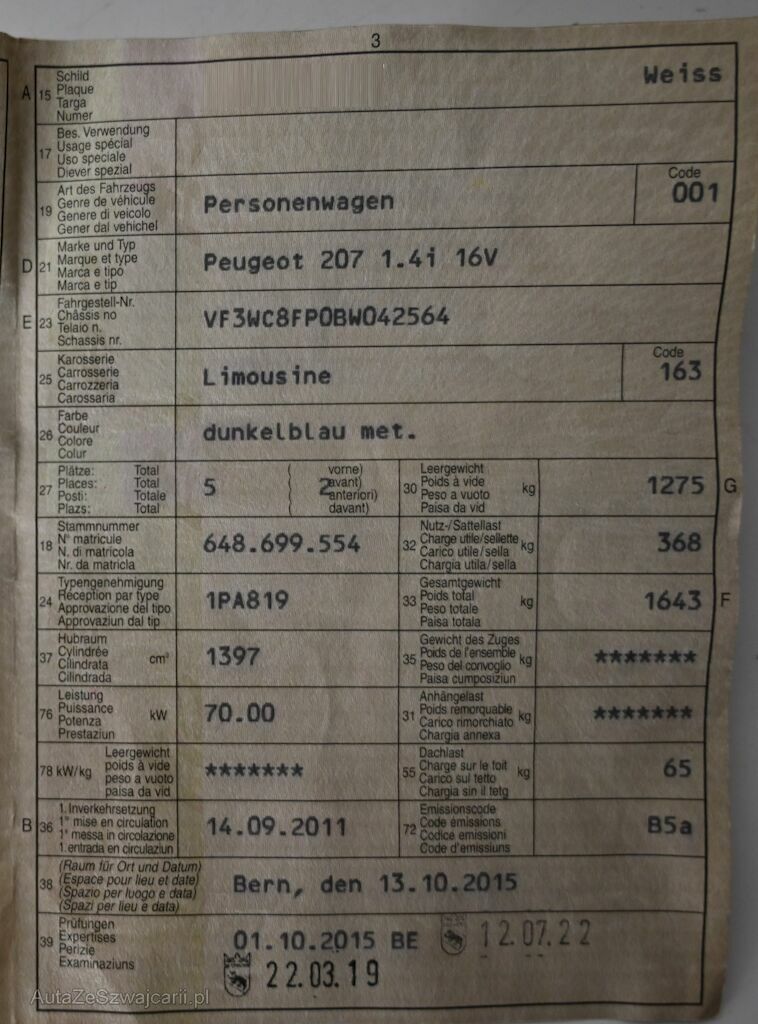 3
A 15 Schild
Plaque
Targa
Numer
Weiss
17 Bes. Verwendung
Usage spécial
Uso speciale
Diever spezial
19 Art des Fahrzeugs
Genre de véhicule
Genere di veicolo
Gener dal vehichel
Personenwagen
Code
001
D 21 Marke und Typ
Marque et type
Marca e tipo
Marca e tip
Peugeot 207 1.4i 16V
E 23 Fahrgestell-Nr.
Châssis no
Telaio n.
Schassis nr.
VF3WC8FP0BW042564
25 Karosserie
Carrosserie
Carrozzeria
Carossaria
Limousine
Code
163
26 Farbe
Couleur
Colore
Colur
dunkelblau met.
27 Plätze: Total
Places: Total
Posti: Totale
Plazs: Total
5
( vorne)
( avant)
( anteriori)
( davant)
2
30 Leergewicht
Poids à vide
Peso a vuoto
Paisa da vid
kg
1275 G
18 Stammnummer
N° matricule
N. di matricola
Nr. da matricla
648.699.554
32 Nutz-/Sattellast
Charge utile/sellette
Carico utile/sella
Chargia utila/sella
kg
368
24 Typengenehmigung
Réception par type
Approvazione del tipo
Approvaziun dal tip
1PA819
33 Gesamtgewicht
Poids total
Peso totale
Paisa totala
kg
1643 F
37 Hubraum
Cylindrée
Cilindrata
Cilindrada
cm³
1397
35 Gewicht des Zuges
Poids de l'ensemble
Peso del convoglio
Paisa cumposiziun
kg
*******
76 Leistung
Puissance
Potenza
Prestaziun
kW
70.00
31 Anhängelast
Poids remorquable
Carico rimorchiato
Chargia annexa
kg
*******
78 kW/kg Leergewicht
poids à vide
peso a vuoto
paisa da vid
*******
55 Dachlast
Charge sur le toit
Carico sul tetto
Chargia sin il tetg
kg
65
B 36 1. Inverkehrsetzung
1re mise en circulation
1a messa in circolazione
1. entrada en circulaziun
14.09.2011
72 Emissionscode
Code émissions
Codice emissioni
Code d'emissiuns
B5a
38 (Raum für Ort und Datum)
(Espace pour lieu et date)
(Spazio per luogo e data)
(Spazi per lieu e data)
Bern, den 13.10.2015
39 Prüfungen
Expertises
Perizie
Examinaziuns
01.10.2015 BE 12.07.22
22.03.19
AutaZeSzwajcarii.pl